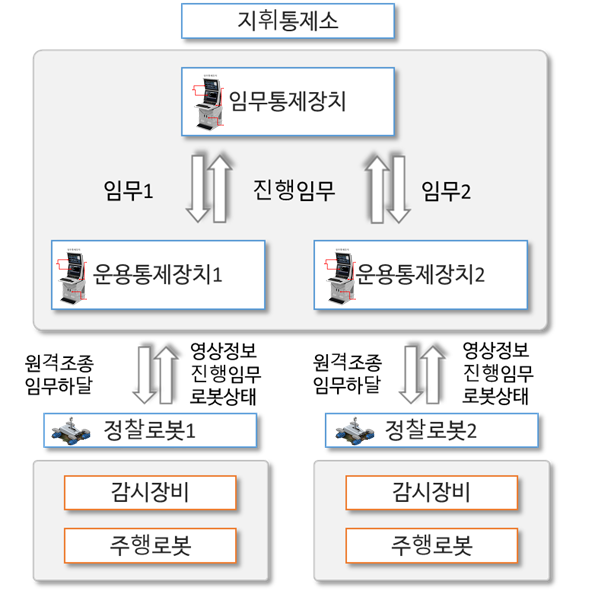 지휘통제소
임무통제장치
임무1
진행임무
임무2
운용통제장치1
운용통제장치2
원격조종
임무하달
영상정보
진행임무
로봇상태
원격조종
임무하달
영상정보
진행임무
로봇상태
정찰로봇1
정찰로봇2
감시장비
감시장비
주행로봇
주행로봇